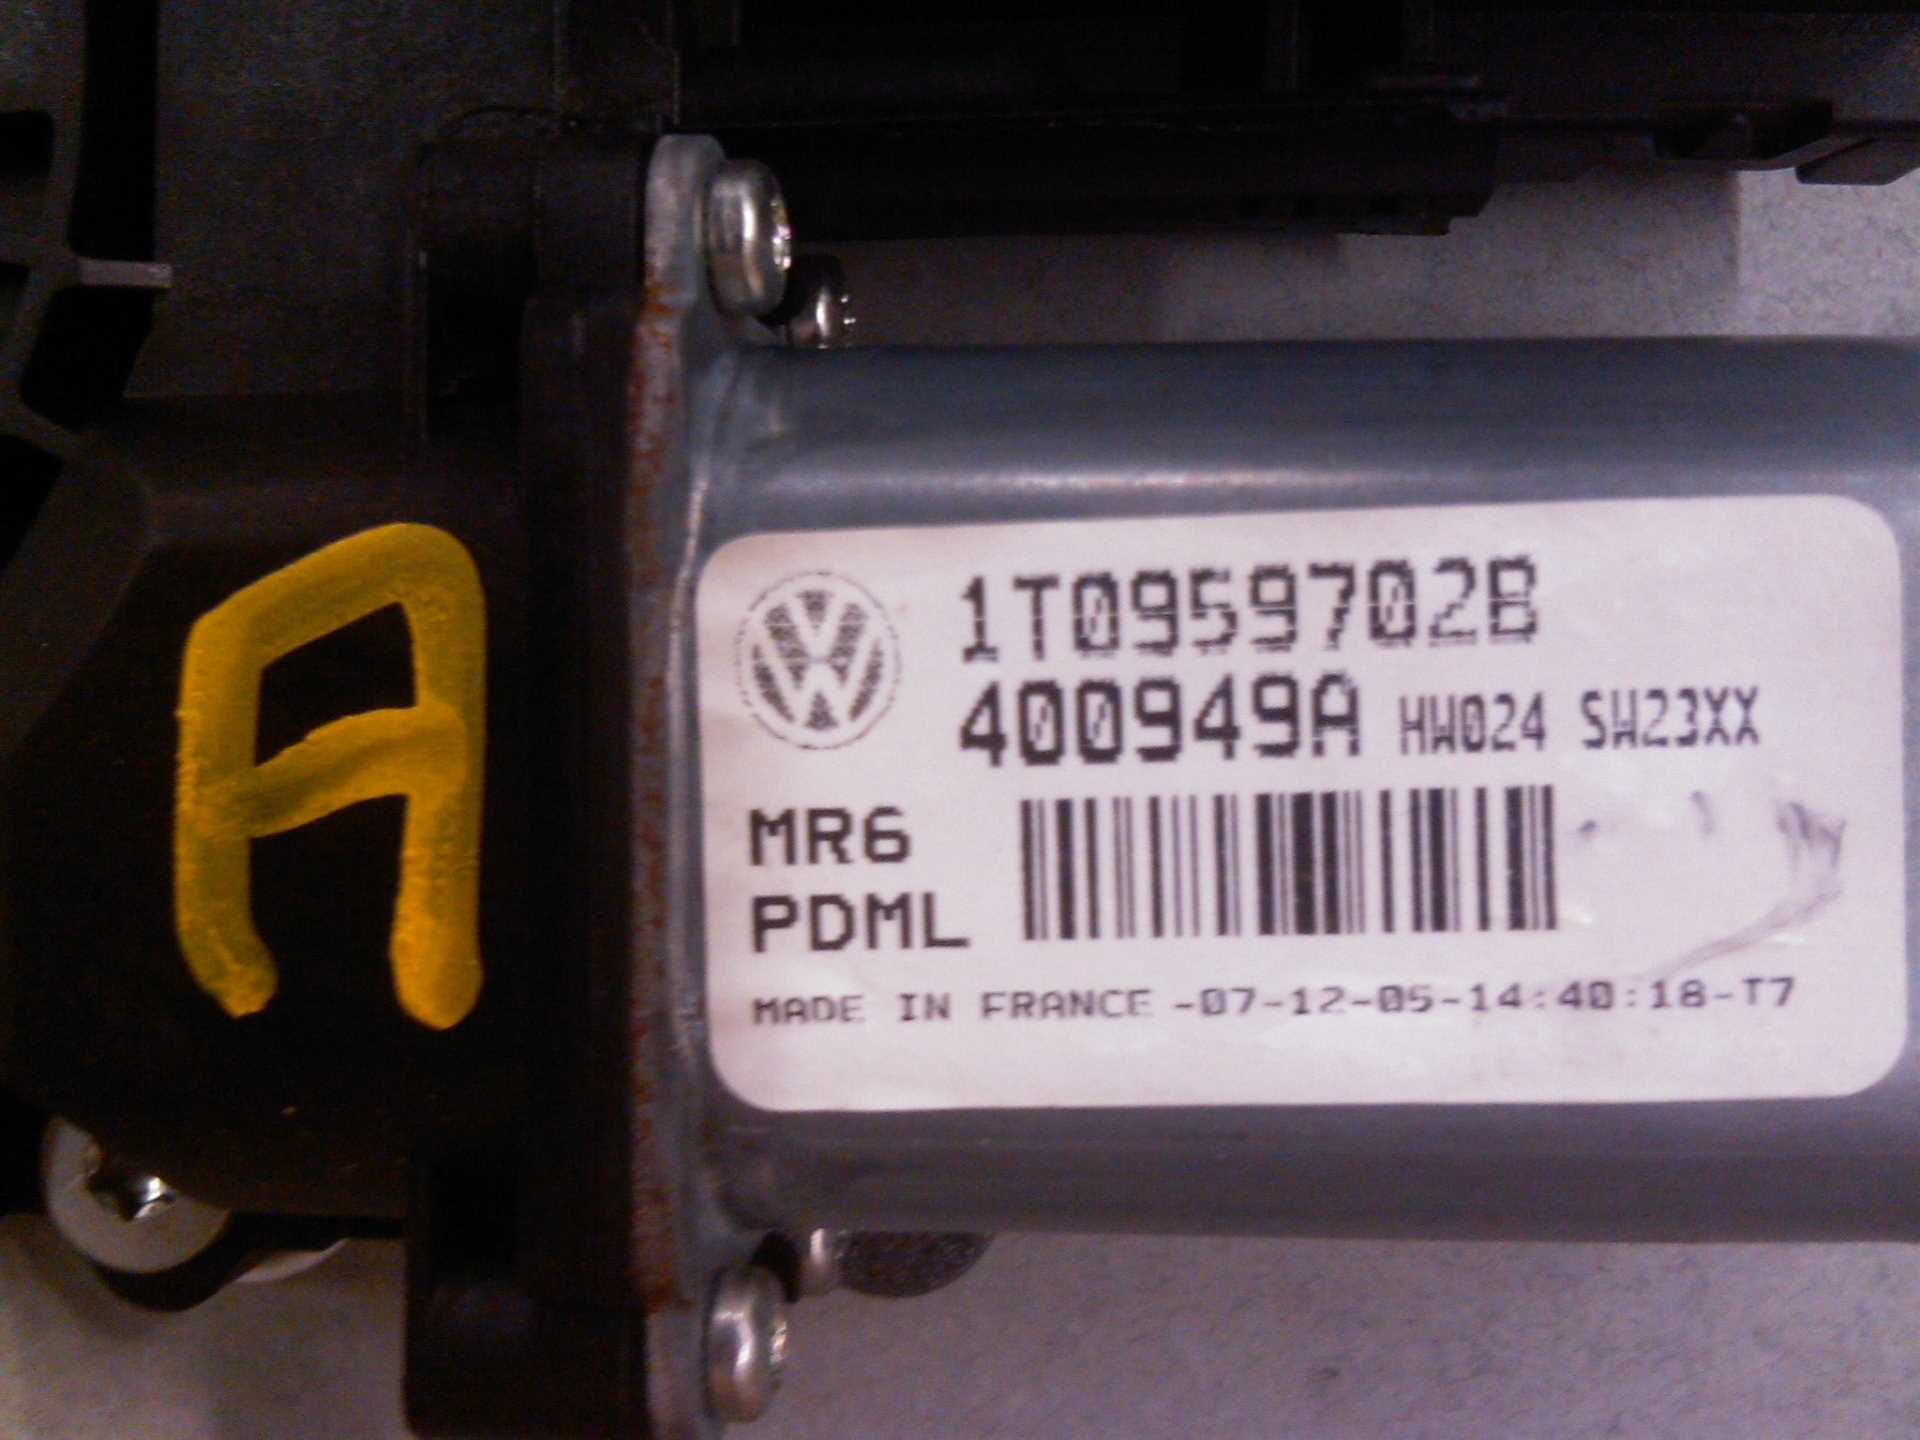 A
1T0959702B
400949A HW024 SW23XX
MR6
PDML
MADE IN FRANCE -07-12-05-14:40:18-T7